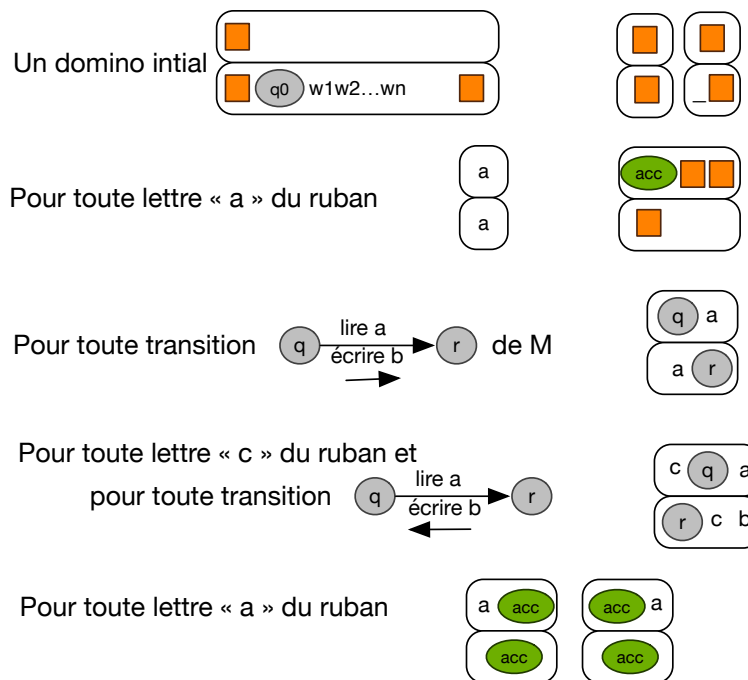 Un domino intial
q0 w1w2...wn
_
Pour toute lettre « a » du ruban
a
a
acc
Pour toute transition
q
lire a
écrire b
r
de M
q a
a r
Pour toute lettre « c » du ruban et
pour toute transition
q
lire a
écrire b
r
c q a
r c b
Pour toute lettre « a » du ruban
a acc
acc
acc a
acc